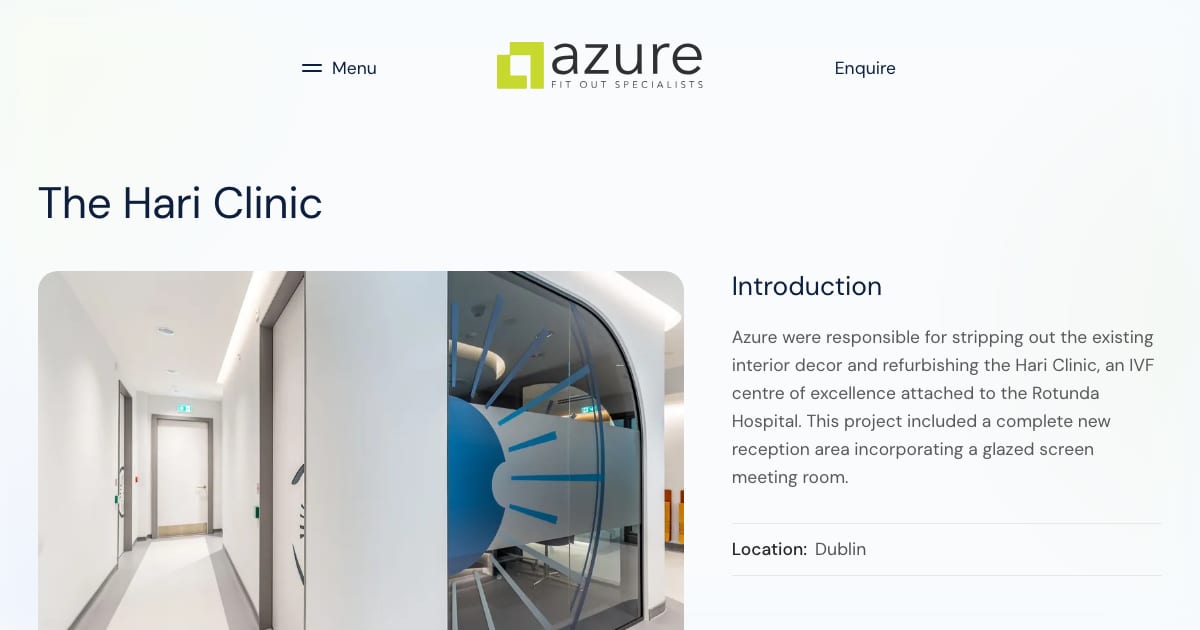 Menu
azure
FIT OUT SPECIALISTS
Enquire
The Hari Clinic
Introduction
Azure were responsible for stripping out the existing
interior decor and refurbishing the Hari Clinic, an IVF
centre of excellence attached to the Rotunda
Hospital. This project included a complete new
reception area incorporating a glazed screen
meeting room.
Location: Dublin